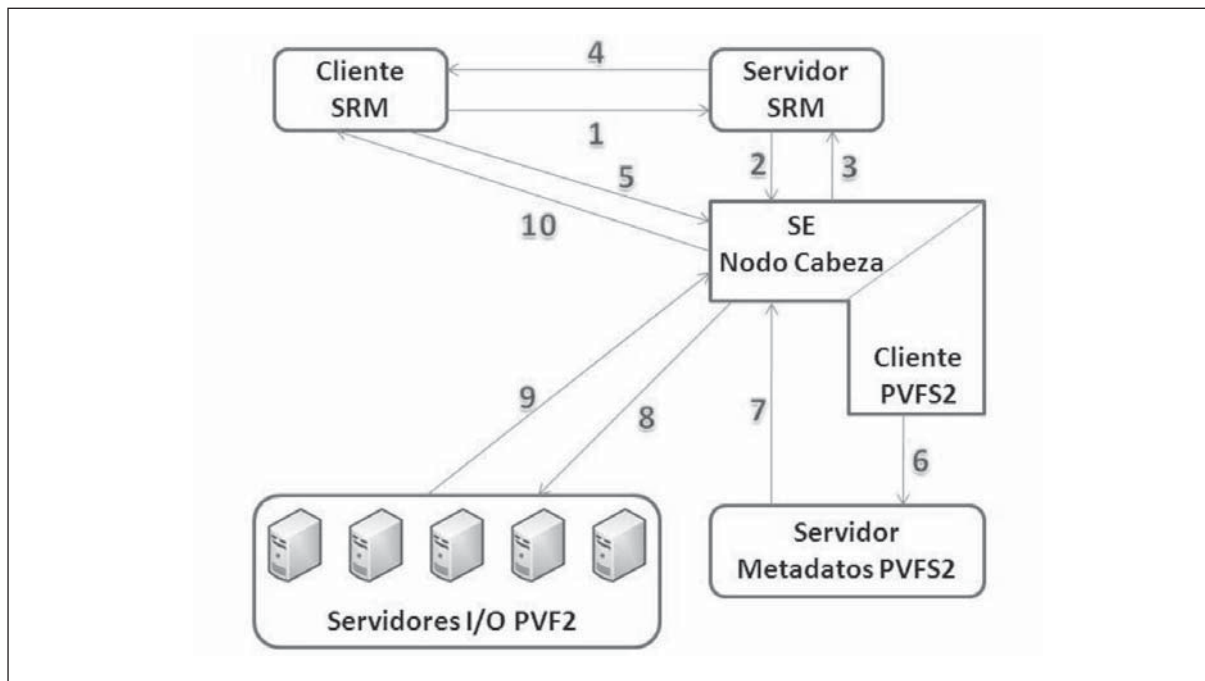 4
Cliente
SRM
Servidor
SRM
1
2
3
5
10
SE
Nodo Cabeza
Cliente
PVFS2
9
8
7
6
Servidor
Metadatos PVFS2
Servidores I/O PVF2